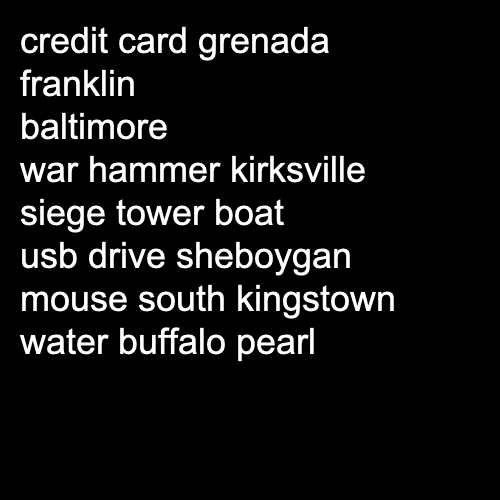 credit card grenada
franklin
baltimore
war hammer kirksville
siege tower boat
usb drive sheboygan
mouse south kingstown
water buffalo pearl